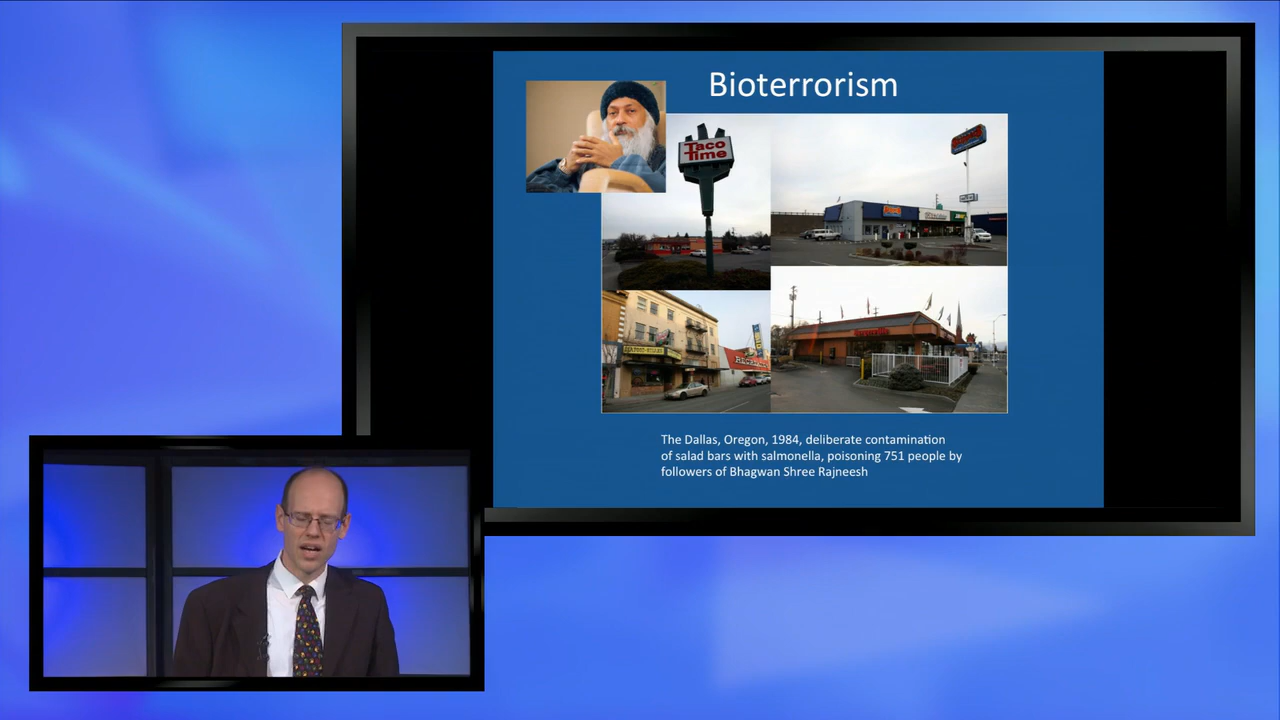 Bioterrorism
Taco
Time
The Dallas, Oregon, 1984, deliberate contamination
of salad bars with salmonella, poisoning 751 people by
followers of Bhagwan Shree Rajneesh